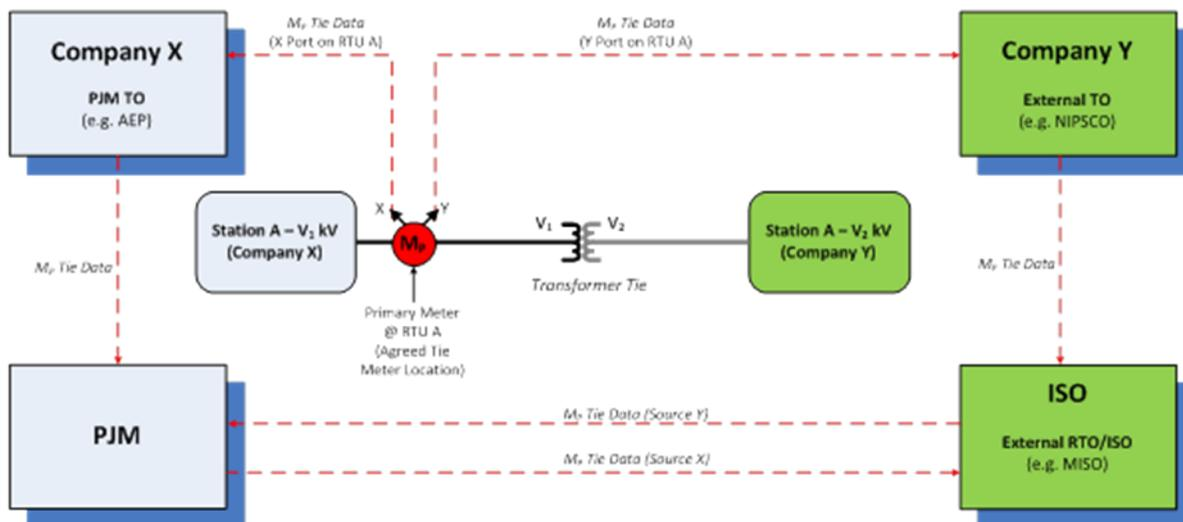 Company X
PJM TO
(e.g. AEP)
Mₚ Tie Data
(X Port on RTU A)
Mₚ Tie Data
(Y Port on RTU A)
Company Y
External TO
(e.g. NIPSCO)
Station A – V₁ kV
(Company X)
X
Y
Mₚ
V₁
V₂
Transformer Tie
Station A – V₂ kV
(Company Y)
Mₚ Tie Data
Primary Meter
@ RTU A
(Agreed Tie
Meter Location)
Mₚ Tie Data
PJM
Mₚ Tie Data (Source Y)
Mₚ Tie Data (Source X)
ISO
External RTO/ISO
(e.g. MISO)